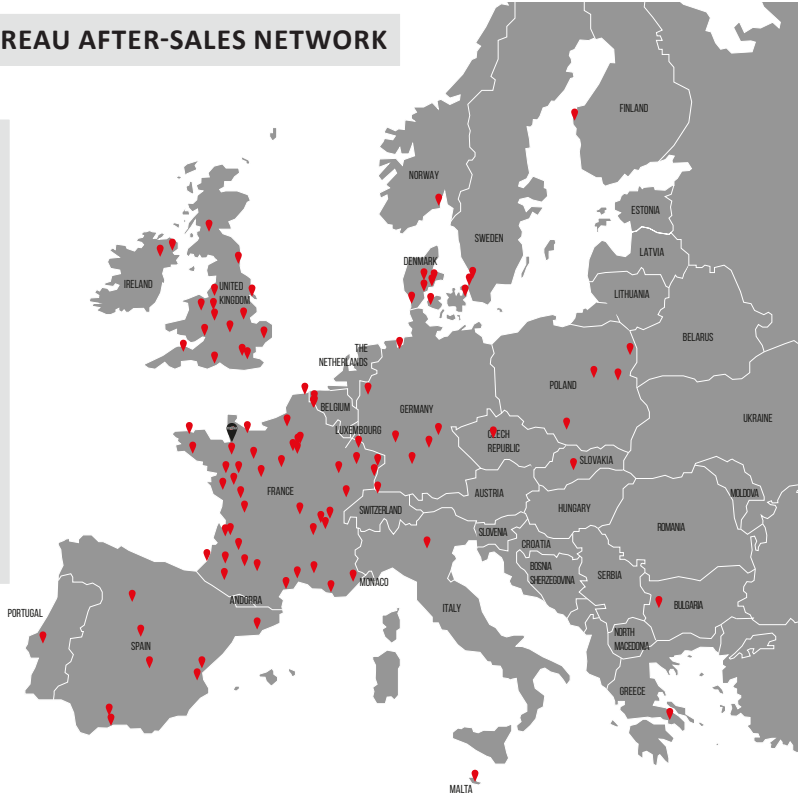 REAU AFTER-SALES NETWORK
FINLAND
NORWAY
ESTONIA
SWEDEN
LATVIA
DENMARK
IRELAND
UNITED
KINGDOM
LITHUANIA
BELARUS
THE
NETHERLANDS
POLAND
BELGIUM
GERMANY
UKRAINE
LUXEMBOURG
CZECH
REPUBLIC
SLOVAKIA
FRANCE
AUSTRIA
MOLDOVA
SWITZERLAND
HUNGARY
ROMANIA
SLOVENIA
CROATIA
BOSNIA
SHERZEGOVINA
SERBIA
MONACO
ANDORRA
ITALY
BULGARIA
PORTUGAL
SPAIN
NORTH
MACEDONIA
GREECE
MALTA